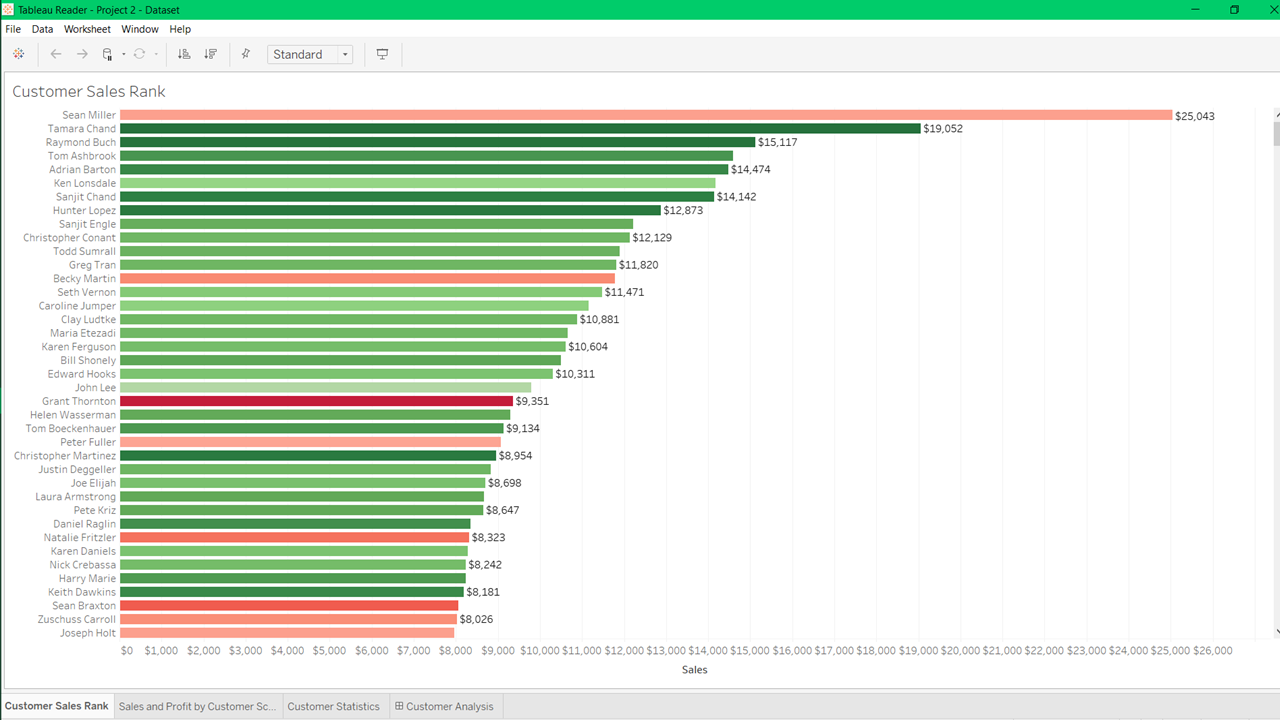 Tableau Reader - Project 2 - Dataset
File Data Worksheet Window Help
Standard
Customer Sales Rank
Sean Miller $25,043
Tamara Chand $19,052
Raymond Buch $15,117
Tom Ashbrook
Adrian Barton $14,474
Ken Lonsdale
Sanjit Chand $14,142
Hunter Lopez $12,873
Sanjit Engle
Christopher Conant $12,129
Todd Sumrall
Greg Tran $11,820
Becky Martin
Seth Vernon $11,471
Caroline Jumper
Clay Ludtke $10,881
Maria Etezadi
Karen Ferguson $10,604
Bill Shonely
Edward Hooks $10,311
John Lee
Grant Thornton $9,351
Helen Wasserman
Tom Boeckenhauer $9,134
Peter Fuller
Christopher Martinez $8,954
Justin Deggeller
Joe Elijah $8,698
Laura Armstrong
Pete Kriz $8,647
Daniel Raglin
Natalie Fritzler $8,323
Karen Daniels
Nick Crebassa $8,242
Harry Marie
Keith Dawkins $8,181
Sean Braxton
Zuschuss Carroll $8,026
Joseph Holt
$0 $1,000 $2,000 $3,000 $4,000 $5,000 $6,000 $7,000 $8,000 $9,000 $10,000 $11,000 $12,000 $13,000 $14,000 $15,000 $16,000 $17,000 $18,000 $19,000 $20,000 $21,000 $22,000 $23,000 $24,000 $25,000 $26,000
Sales
Customer Sales Rank Sales and Profit by Customer Sc... Customer Statistics Customer Analysis